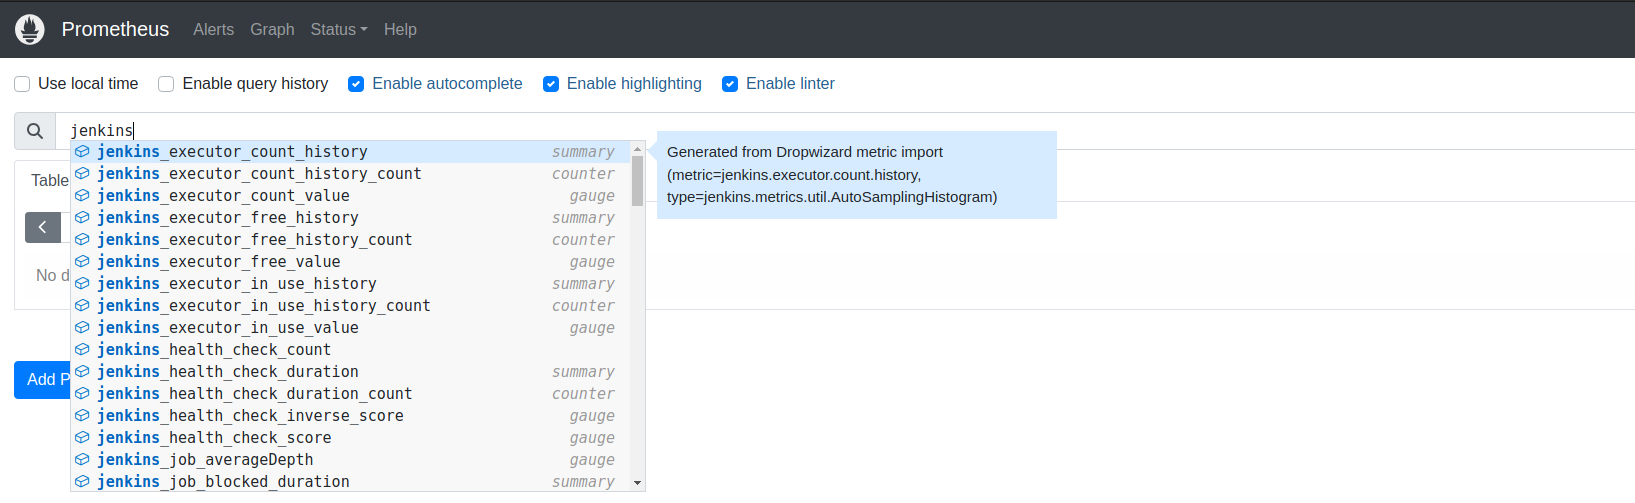 Prometheus Alerts Graph Status Help
Use local time Enable query history Enable autocomplete Enable highlighting Enable linter
jenkins
jenkins_executor_count_history summary
jenkins_executor_count_history_count counter
jenkins_executor_count_value gauge
jenkins_executor_free_history summary
jenkins_executor_free_history_count counter
jenkins_executor_free_value gauge
jenkins_executor_in_use_history summary
jenkins_executor_in_use_history_count counter
jenkins_executor_in_use_value gauge
jenkins_health_check_count
jenkins_health_check_duration summary
jenkins_health_check_duration_count counter
jenkins_health_check_inverse_score gauge
jenkins_health_check_score gauge
jenkins_job_averageDepth gauge
jenkins_job_blocked_duration summary
Generated from Dropwizard metric import
(metric=jenkins.executor.count.history,
type=jenkins.metrics.util.AutoSamplingHistogram)
Table
No d
Add P